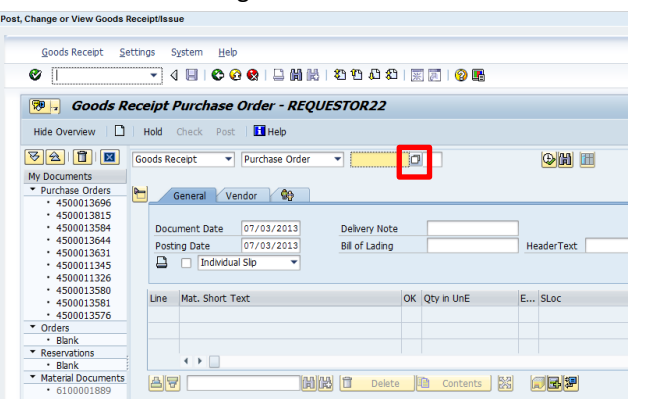 Post, Change or View Goods Receipt/Issue
Goods Receipt Settings System Help
Goods Receipt Purchase Order - REQUESTOR22
Hide Overview Hold Check Post Help
Goods Receipt Purchase Order
My Documents
Purchase Orders
4500013696
4500013815
4500013584
4500013644
4500013631
4500011345
4500011326
4500013580
4500013581
4500013576
Orders
Blank
Reservations
Blank
Material Documents
6100001889
General Vendor
Document Date 07/03/2013 Delivery Note
Posting Date 07/03/2013 Bill of Lading HeaderText
Individual Slip
Line Mat. Short Text OK Qty in UnE E... SLoc
Delete Contents